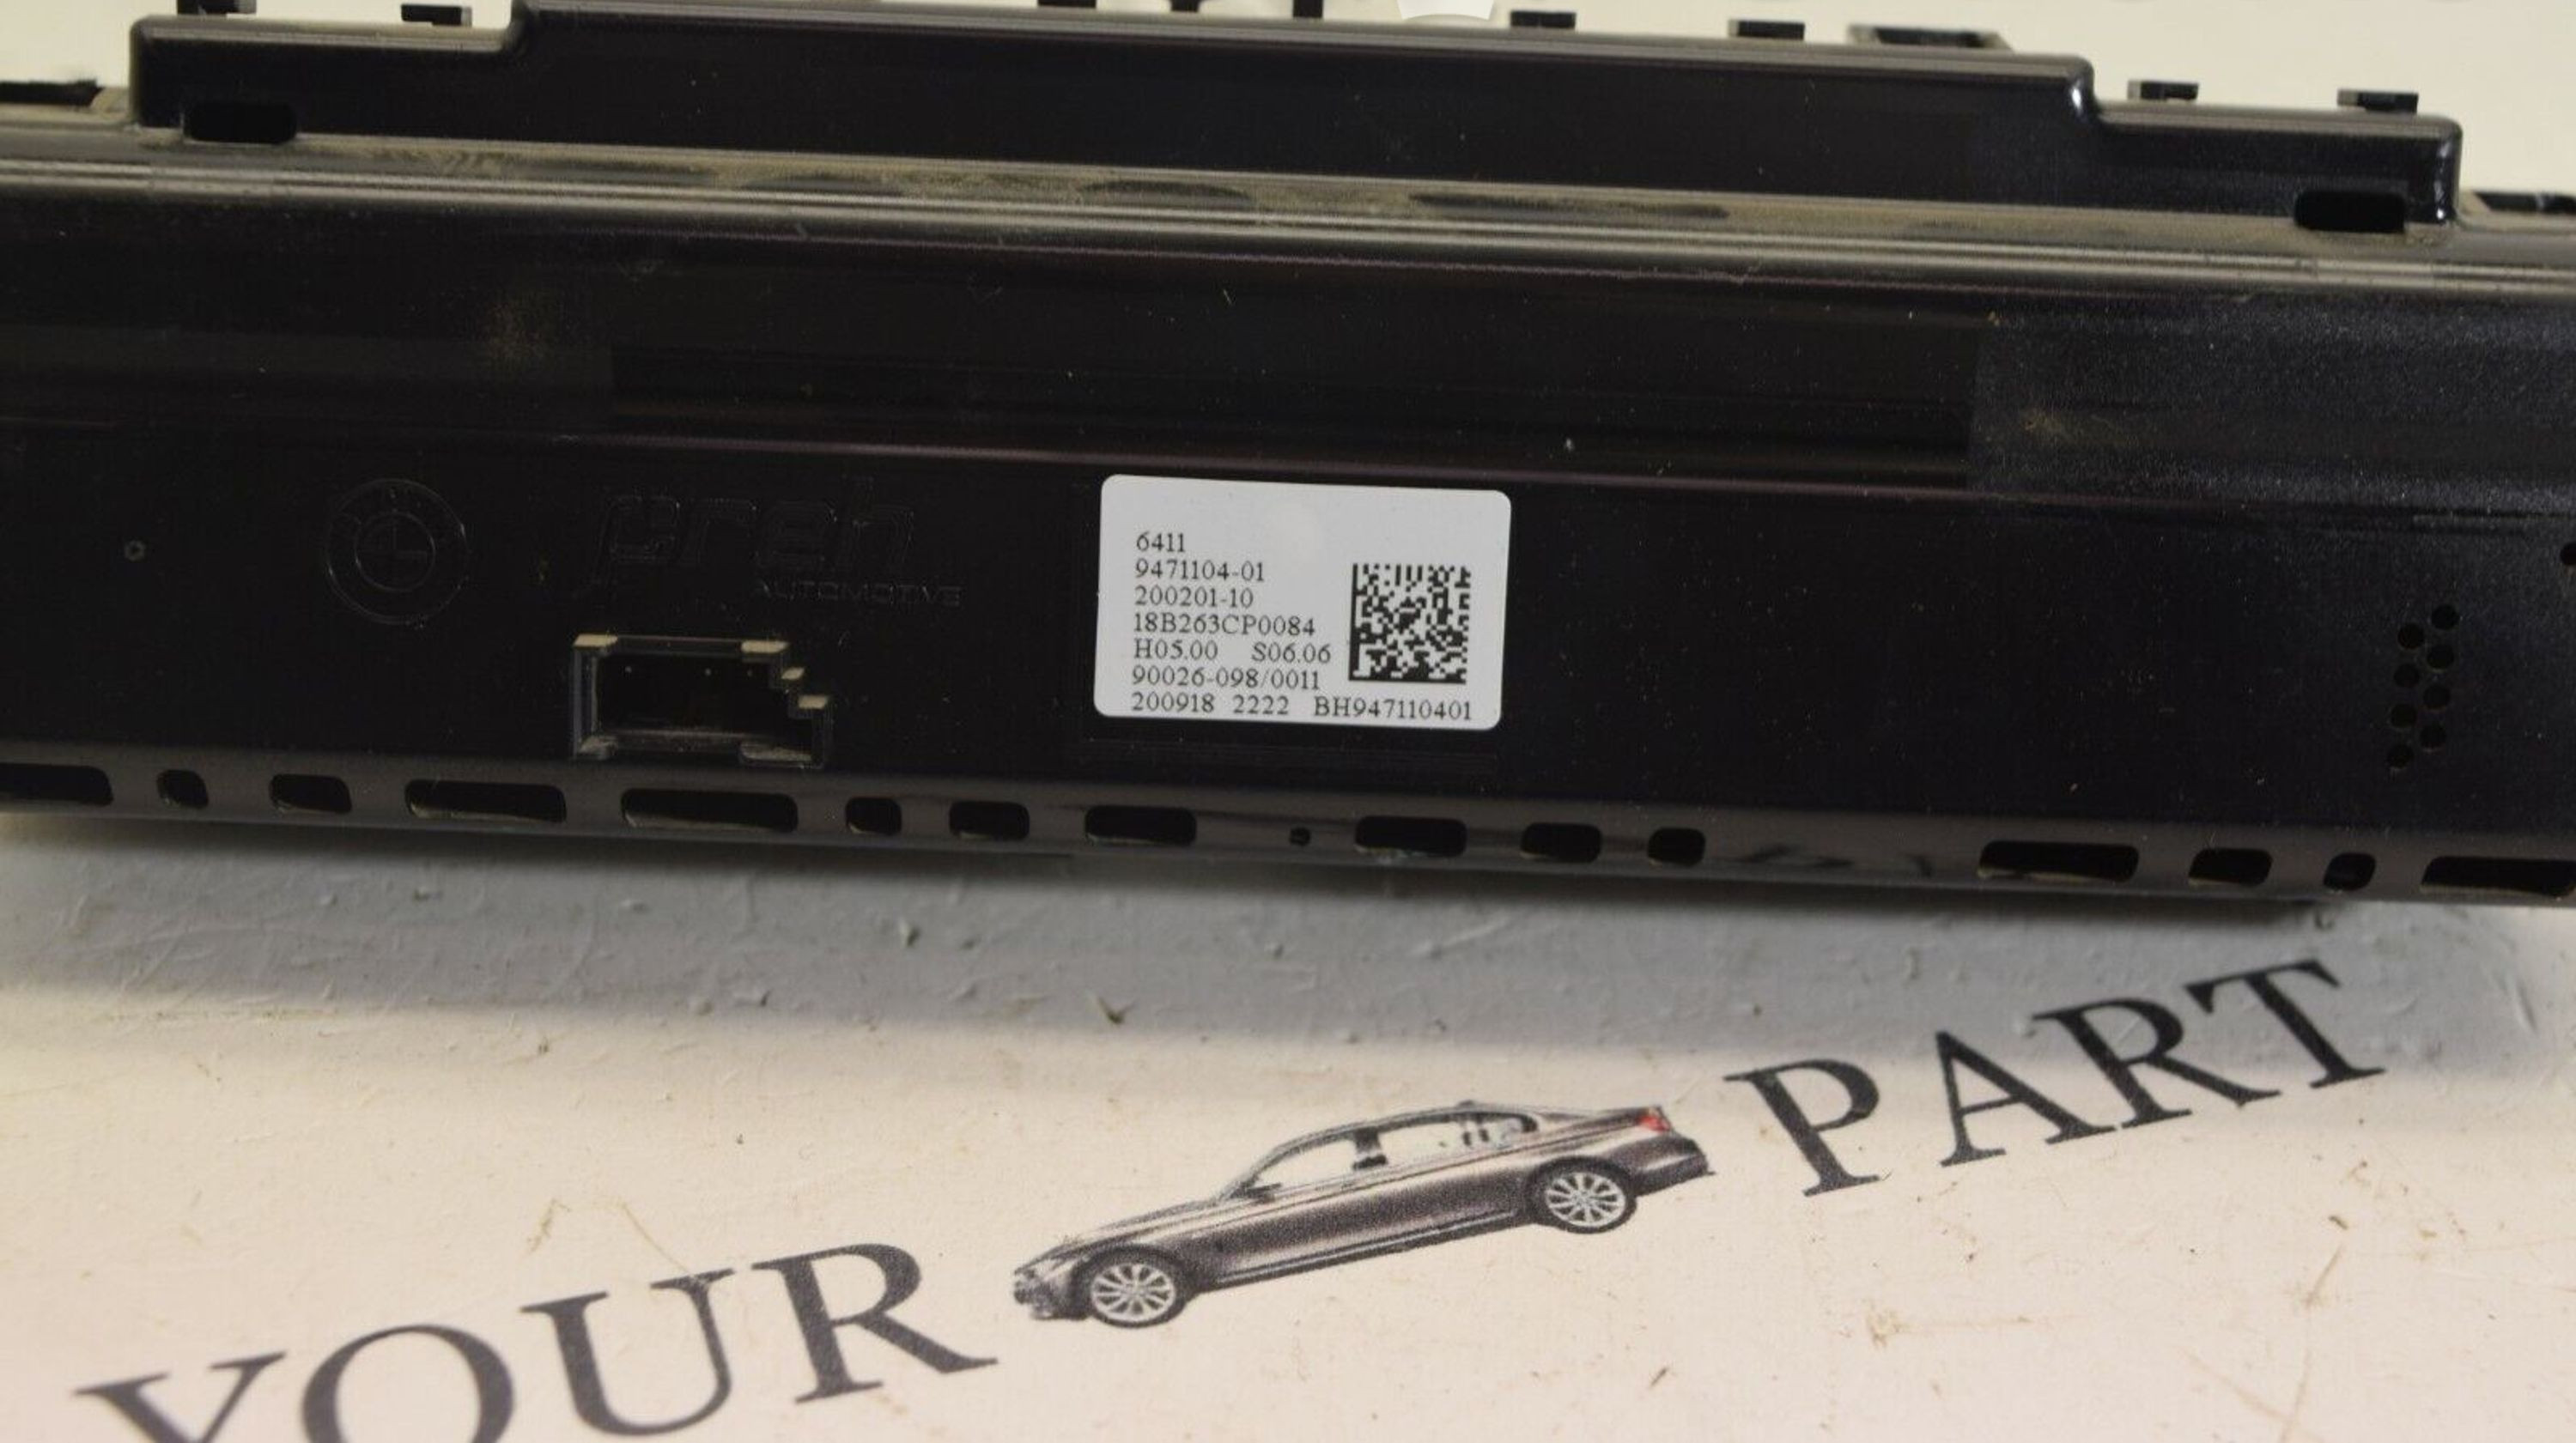 preh
AUTOMOTIVE
6411
9471104-01
200201-10
18B263CP0084
H05.00 S06.06
90026-098/0011
200918 2222 BH947110401
YOUR PART